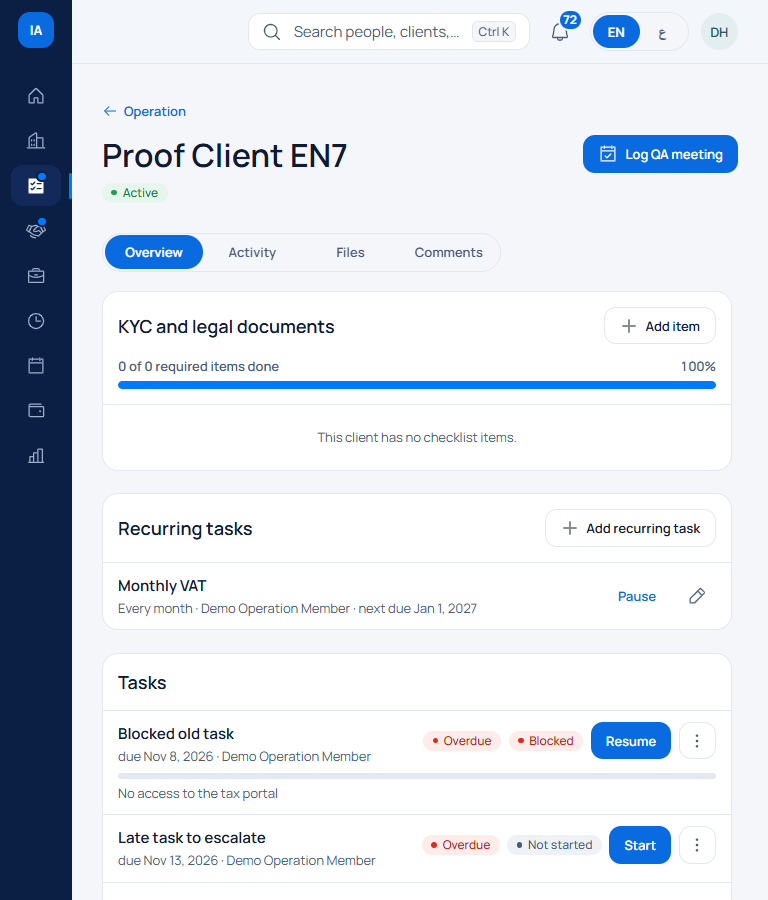 IA
Search people, clients,... Ctrl K
72
EN ع
DH
Operation
Proof Client EN7
Log QA meeting
Active
Overview Activity Files Comments
KYC and legal documents
Add item
0 of 0 required items done 100%
This client has no checklist items.
Recurring tasks
Add recurring task
Monthly VAT
Every month · Demo Operation Member · next due Jan 1, 2027
Pause
Tasks
Blocked old task
due Nov 8, 2026 · Demo Operation Member
Overdue Blocked Resume
No access to the tax portal
Late task to escalate
due Nov 13, 2026 · Demo Operation Member
Overdue Not started Start